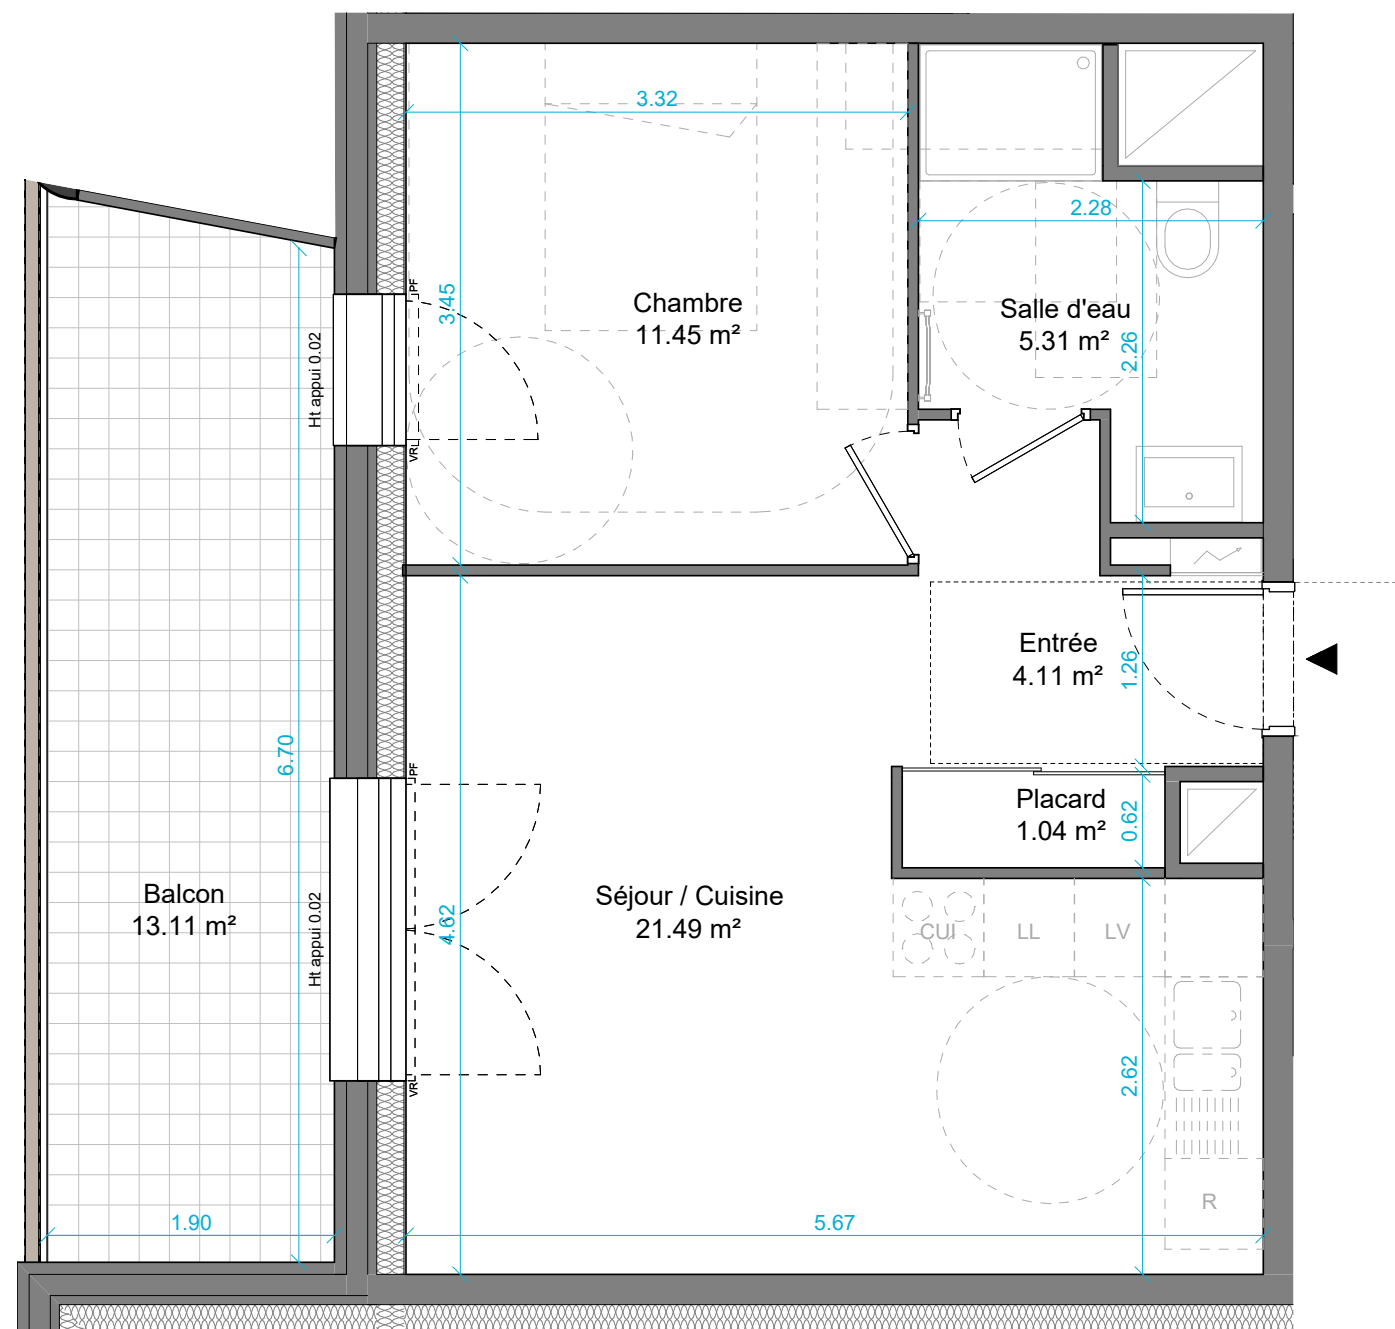 3.32
2.28
3.45
PF
Chambre
11.45 m²
Salle d'eau
5.31 m²
2.26
Ht appui 0.02
VRL
Entrée
4.11 m²
1.26
6.70
PF
Placard
1.04 m²
0.62
Balcon
13.11 m²
Ht appui 0.02
4.62
Séjour / Cuisine
21.49 m²
CUI
LL
LV
2.62
VRL
R
1.90
5.67